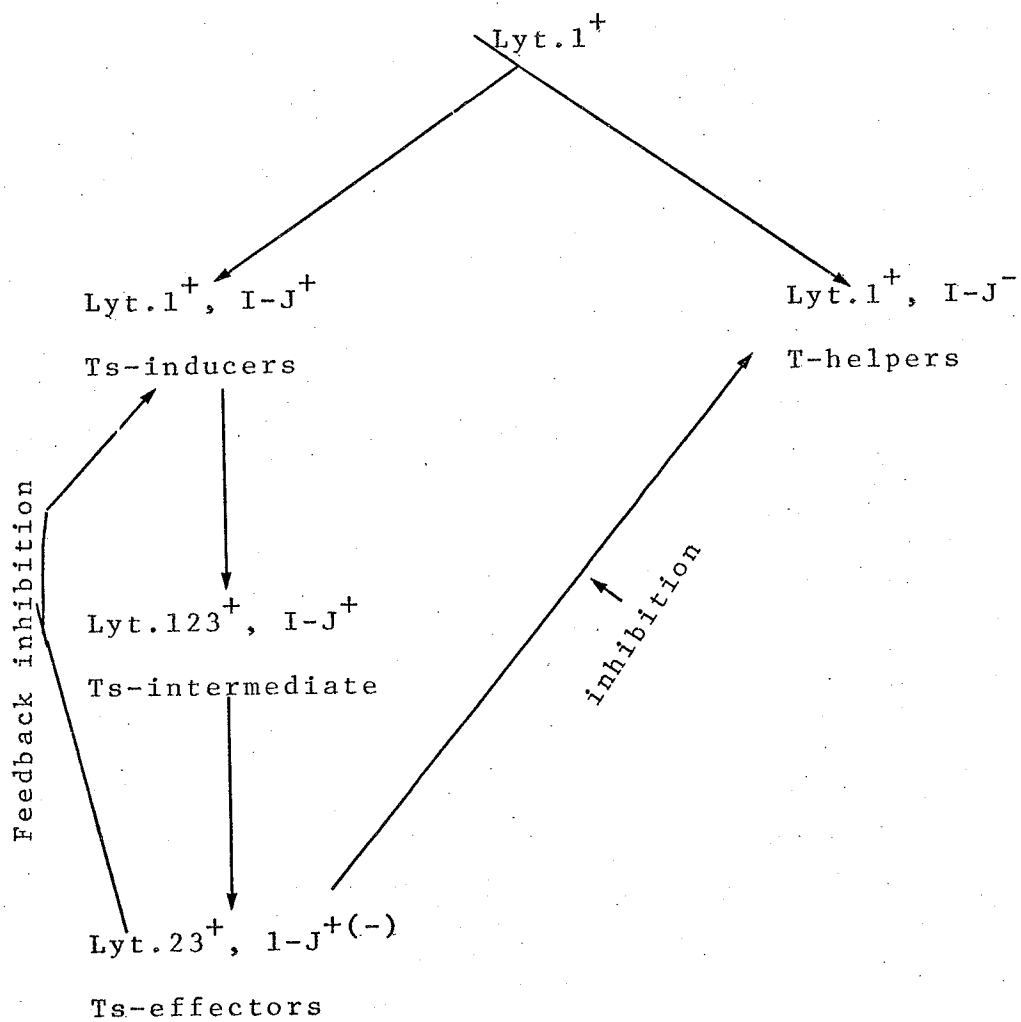 Lyt.1⁺
Lyt.1⁺, I-J⁺
Ts-inducers
Lyt.1⁺, I-J⁻
T-helpers
Feedback inhibition
inhibition
Lyt.123⁺, I-J⁺
Ts-intermediate
Lyt.23⁺, 1-J⁺⁽⁻⁾
Ts-effectors